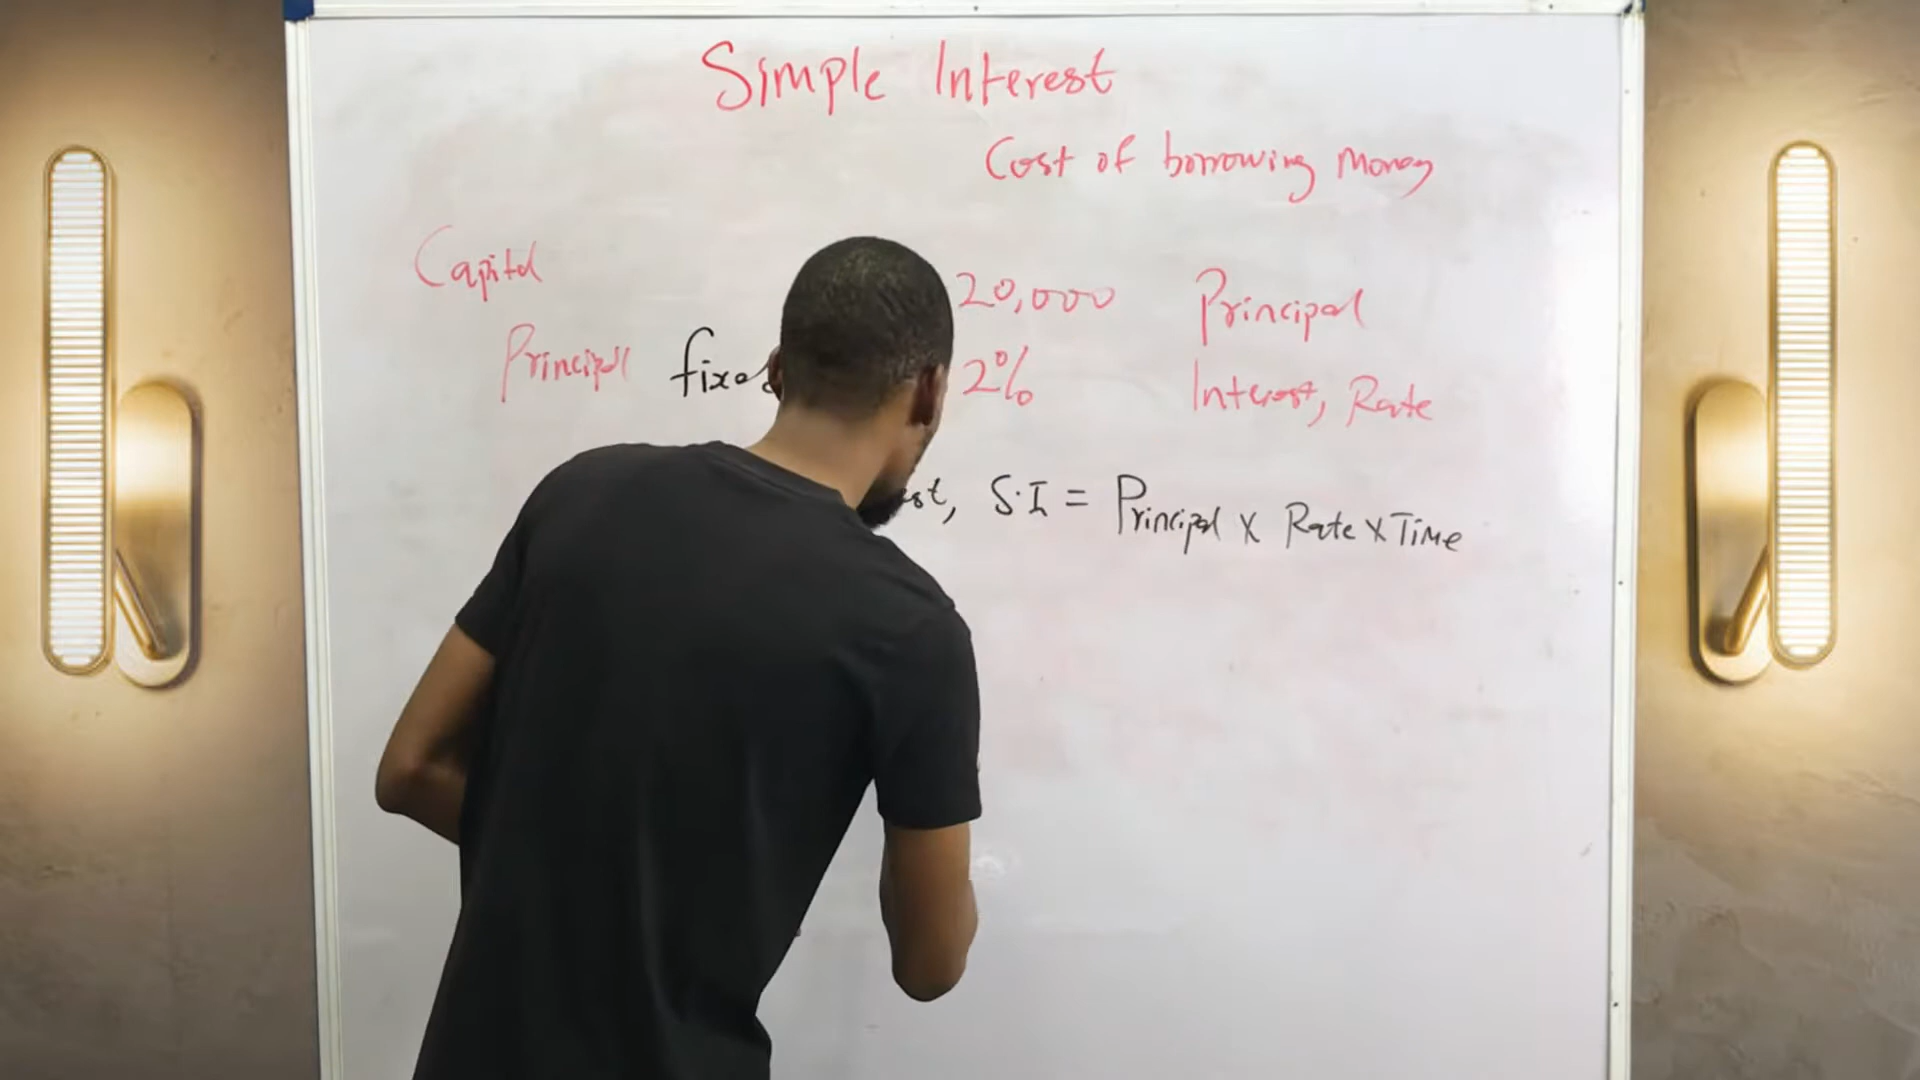 Simple Interest
Cost of borrowing money
Capital
20,000 Principal
Principal
2% Interest, Rate
S.I = Principal x Rate x Time